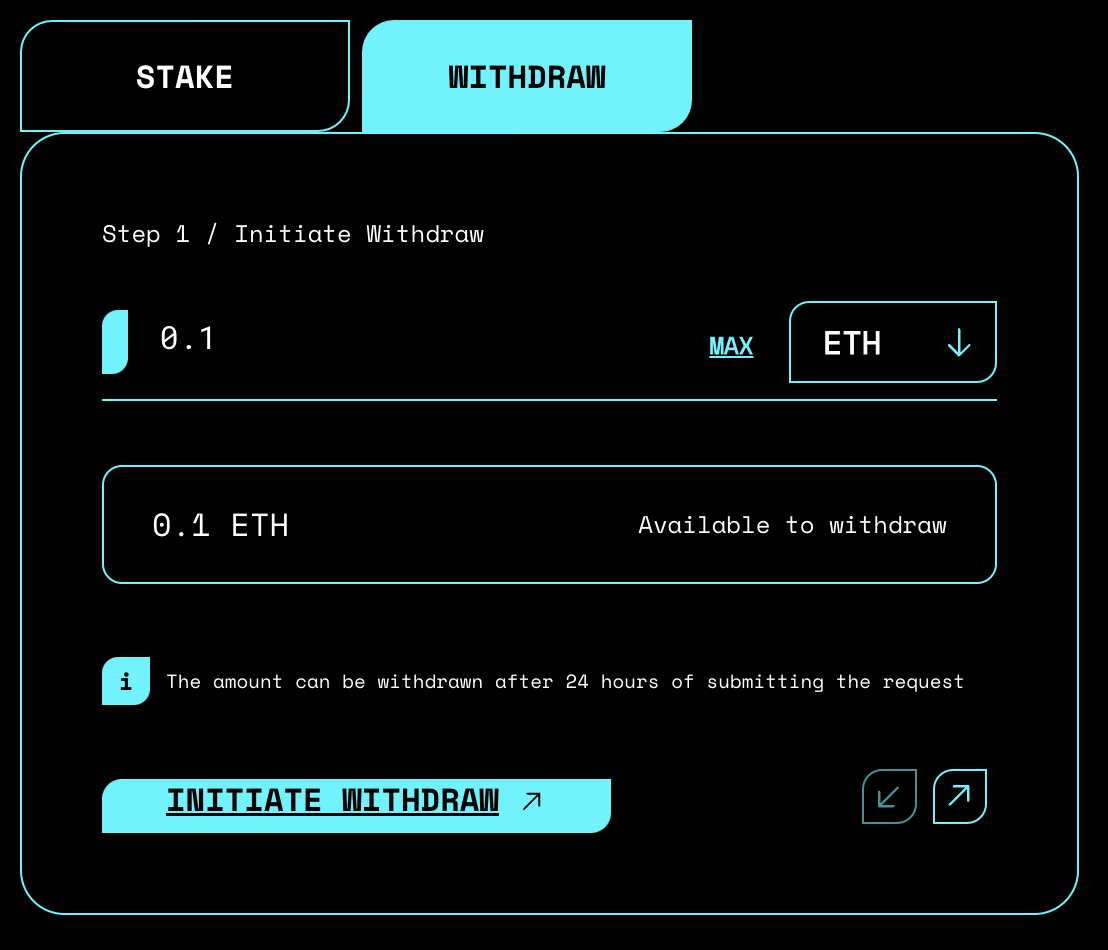 STAKE
WITHDRAW
Step 1 / Initiate Withdraw
0.1
MAX
ETH
0.1 ETH
Available to withdraw
i
The amount can be withdrawn after 24 hours of submitting the request
INITIATE WITHDRAW